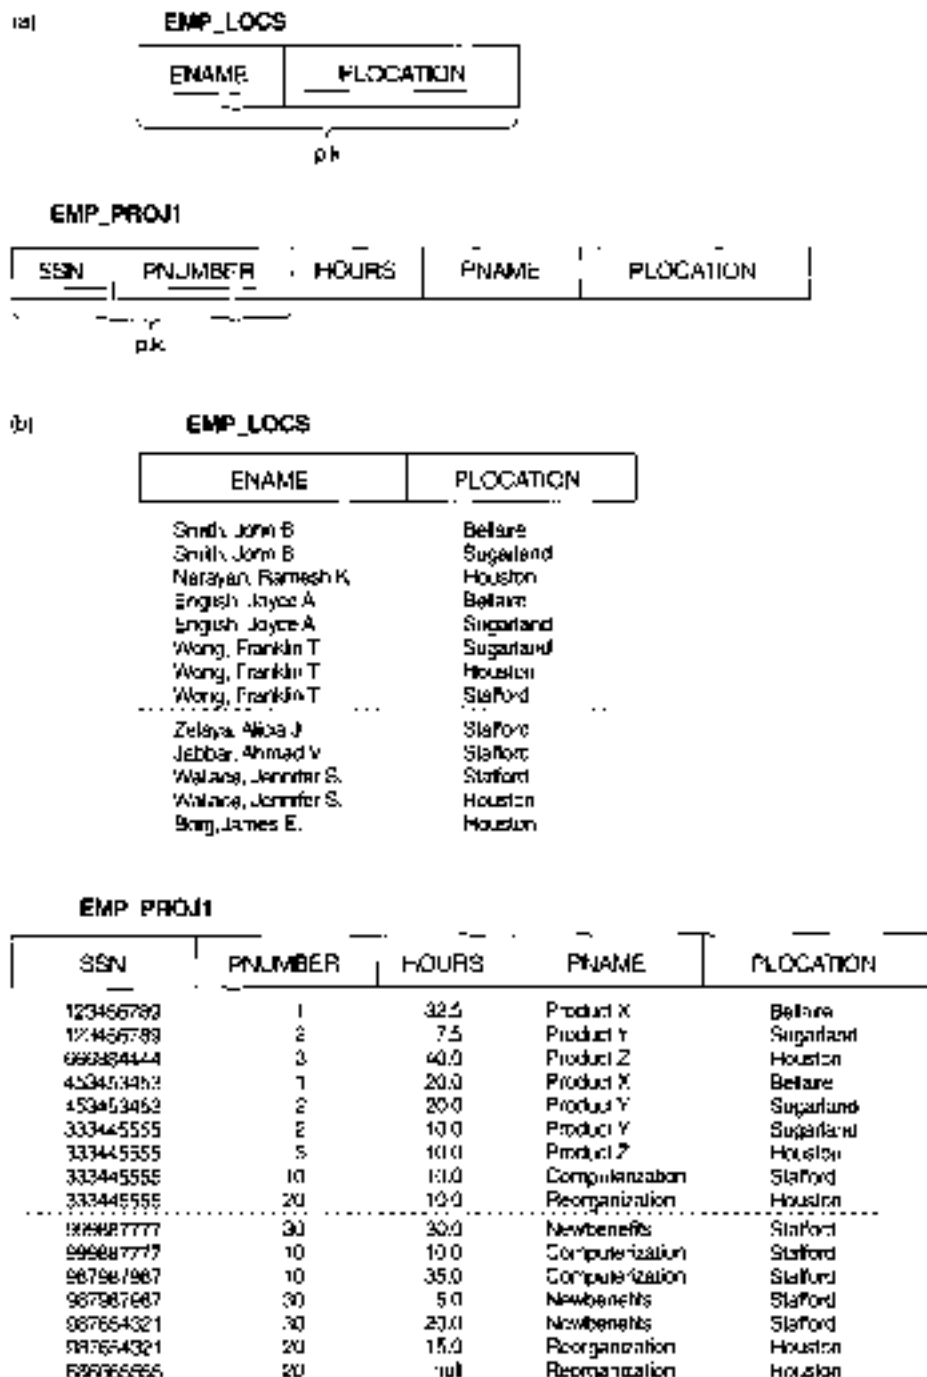 (a) EMP_LOCS
ENAME PLOCATION
p.k.
EMP_PROJ1
SSN PNUMBER HOURS PNAME PLOCATION
p.k.
(b) EMP_LOCS
ENAME PLOCATION
Smith, John B. Bellaire
Smith, John B. Sugarland
Narayan, Ramesh K. Houston
English, Joyce A. Bellaire
English, Joyce A. Sugarland
Wong, Franklin T. Sugarland
Wong, Franklin T. Houston
Wong, Franklin T. Stafford
Zelaya, Alicia J. Stafford
Jabbar, Ahmad V. Stafford
Wallace, Jennifer S. Stafford
Wallace, Jennifer S. Houston
Borg, James E. Houston
EMP_PROJ1
SSN PNUMBER HOURS PNAME PLOCATION
123456789 1 32.5 Product X Bellaire
123456789 2 7.5 Product Y Sugarland
666884444 3 40.0 Product Z Houston
453453453 1 20.0 Product X Bellaire
453453453 2 20.0 Product Y Sugarland
333445555 2 10.0 Product Y Sugarland
333445555 10.0 Product Z Houston
333445555 10 10.0 Computerization Stafford
333445555 20 10.0 Reorganization Houston
999887777 30 30.0 Newbenefits Stafford
999887777 10 10.0 Computerization Stafford
987987987 10 35.0 Computerization Stafford
987987987 30 5.0 Newbenefits Stafford
987654321 30 20.0 Newbenefits Stafford
987654321 20 15.0 Reorganization Houston
20 null Reorganization Houston